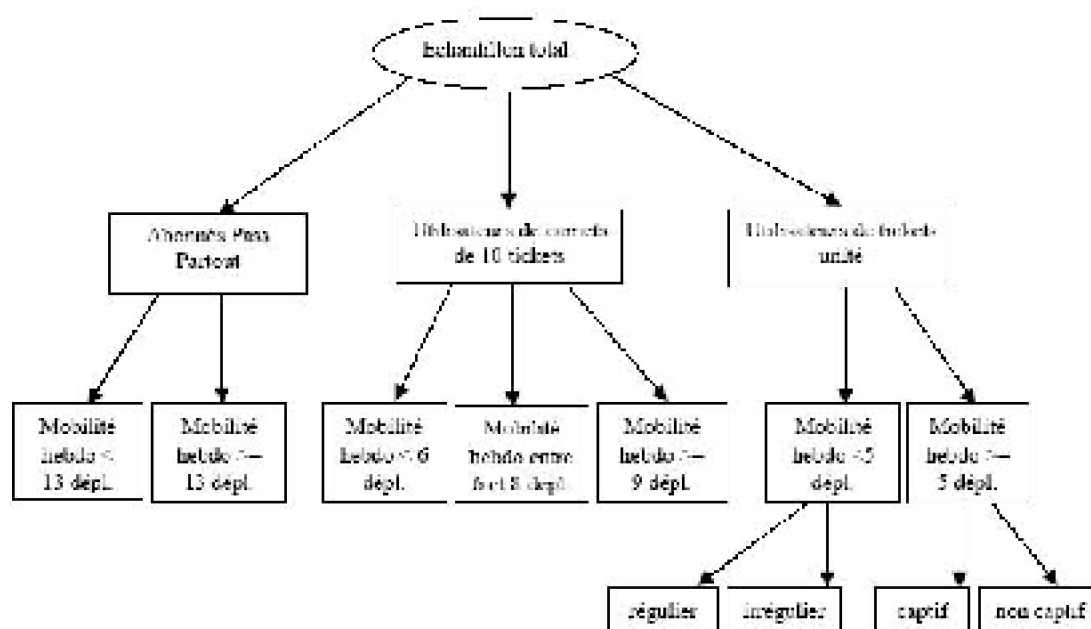 Echantillon total
Abonnés Pass
Partout
Utilisateurs de carnets
de 10 tickets
Utilisateurs de tickets
unité
Mobilité
hebdo <
13 dépl.
Mobilité
hebdo >=
13 dépl.
Mobilité
hebdo < 6
dépl.
Mobilité
hebdo entre
6 et 8 dépl.
Mobilité
hebdo >=
9 dépl.
Mobilité
hebdo <5
dépl.
Mobilité
hebdo >=
5 dépl.
régulier
irrégulier
captif
non captif